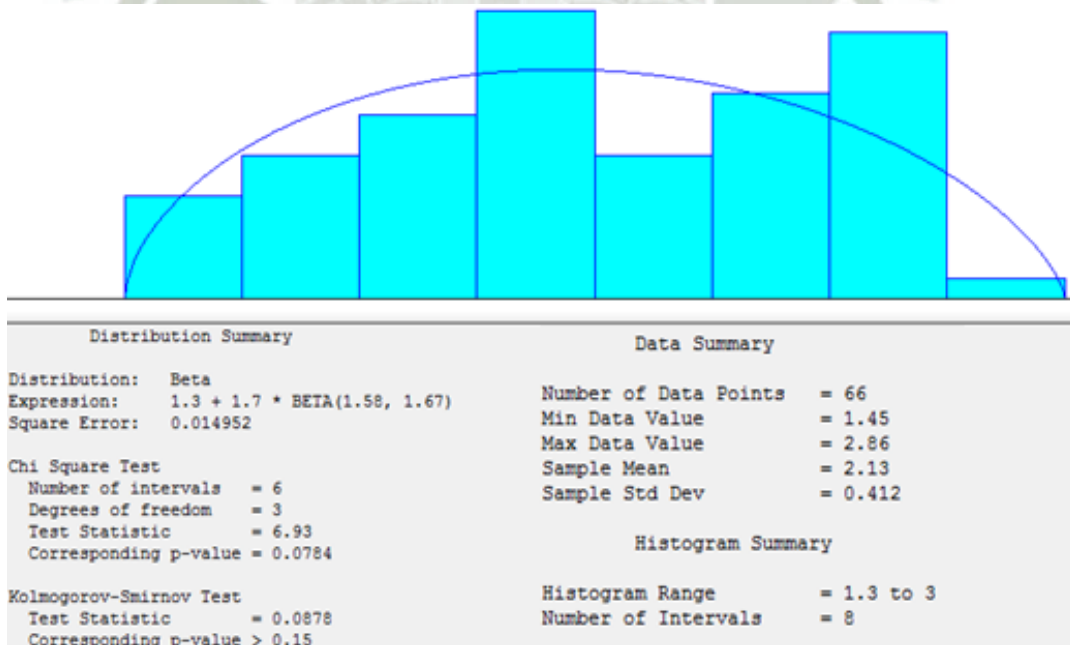 Distribution Summary
Distribution: Beta
Expression: 1.3 + 1.7 * BETA(1.58, 1.67)
Square Error: 0.014952
Chi Square Test
Number of intervals = 6
Degrees of freedom = 3
Test Statistic = 6.93
Corresponding p-value = 0.0784
Kolmogorov-Smirnov Test
Test Statistic = 0.0878
Corresponding p-value > 0.15
Data Summary
Number of Data Points = 66
Min Data Value = 1.45
Max Data Value = 2.86
Sample Mean = 2.13
Sample Std Dev = 0.412
Histogram Summary
Histogram Range = 1.3 to 3
Number of Intervals = 8